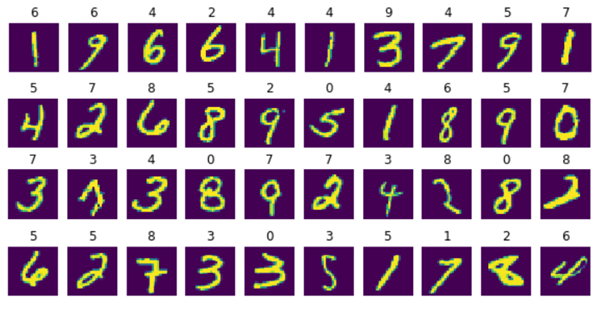 6 6 4 2 4 4 9 4 5 7
1 9 6 6 4 1 3 7 9 1
5 7 8 5 2 0 4 6 5 7
4 2 6 8 9 5 1 8 9 0
7 3 4 0 7 7 3 8 0 8
3 7 3 8 9 2 4 2 8 2
5 5 8 3 0 3 5 1 2 6
6 2 7 3 3 5 1 7 8 4